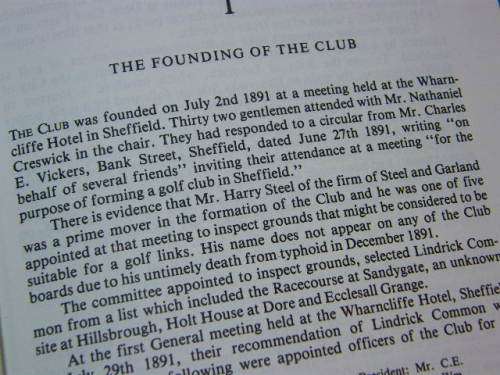 1
THE FOUNDING OF THE CLUB
THE CLUB was founded on July 2nd 1891 at a meeting held at the Wharn-
cliffe Hotel in Sheffield. Thirty two gentlemen attended with Mr. Nathaniel
Creswick in the chair. They had responded to a circular from Mr. Charles
E. Vickers, Bank Street, Sheffield, dated June 27th 1891, writing "on
behalf of several friends" inviting their attendance at a meeting "for the
purpose of forming a golf club in Sheffield."
There is evidence that Mr. Harry Steel of the firm of Steel and Garland
was a prime mover in the formation of the Club and he was one of five
appointed at that meeting to inspect grounds that might be considered to be
suitable for a golf links. His name does not appear on any of the Club
boards due to his untimely death from typhoid in December 1891.
The committee appointed to inspect grounds, selected Lindrick Com-
mon from a list which included the Racecourse at Sandygate, an unknown
site at Hillsbrough, Holt House at Dore and Ecclesall Grange.
At the first General meeting held at the Wharncliffe Hotel, Sheffie
July 29th 1891, their recommendation of Lindrick Common w
following were appointed officers of the Club for
President: Mr. C.E.